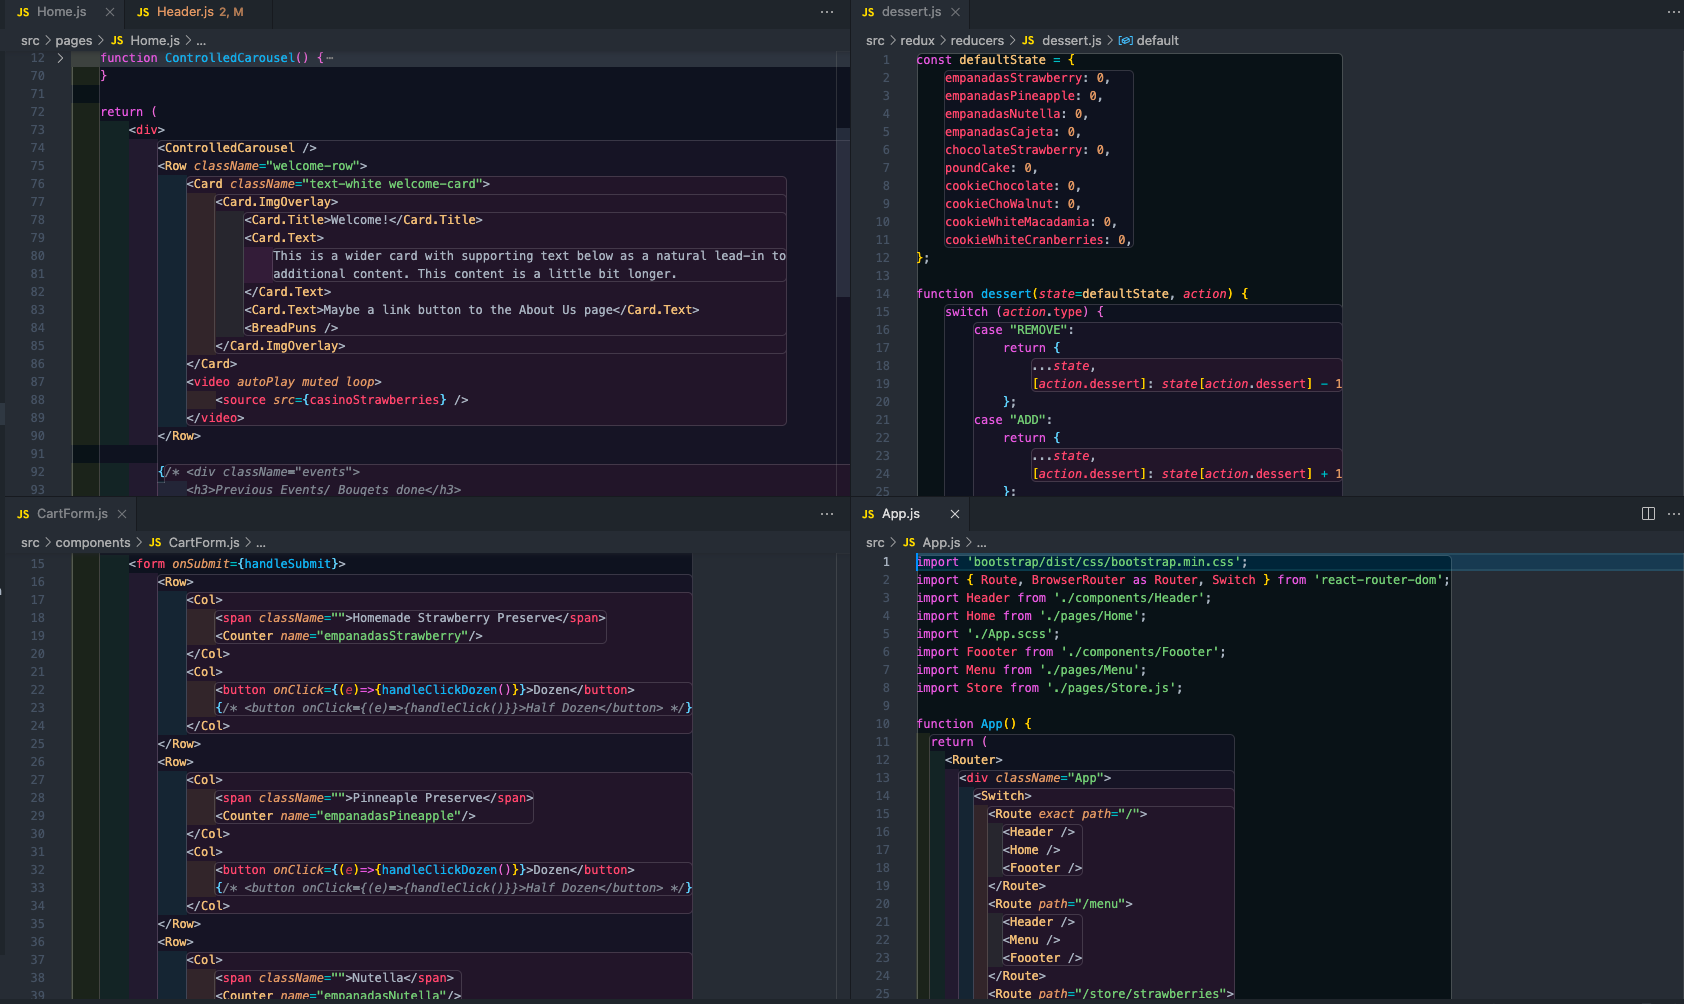 JS Home.js × JS Header.js 2, M ···
src > pages > JS Home.js > ...
12 > function ControlledCarousel() {⋯
70 }
71
72 return (
73 <div>
74 <ControlledCarousel />
75 <Row className="welcome-row">
76 <Card className="text-white welcome-card">
77 <Card.ImgOverlay>
78 <Card.Title>Welcome!</Card.Title>
79 <Card.Text>
80 This is a wider card with supporting text below as a natural lead-in to
81 additional content. This content is a little bit longer.
82 </Card.Text>
83 <Card.Text>Maybe a link button to the About Us page</Card.Text>
84 <BreadPuns />
85 </Card.ImgOverlay>
86 </Card>
87 <video autoPlay muted loop>
88 <source src={casinoStrawberries} />
89 </video>
90 </Row>
91
92 {/* <div className="events">
93 <h3>Previous Events/ Bouqets done</h3>
JS dessert.js × ···
src > redux > reducers > JS dessert.js > default
1 const defaultState = {
2 empanadasStrawberry: 0,
3 empanadasPineapple: 0,
4 empanadasNutella: 0,
5 empanadasCajeta: 0,
6 chocolateStrawberry: 0,
7 poundCake: 0,
8 cookieChocolate: 0,
9 cookieChoWalnut: 0,
10 cookieWhiteMacadamia: 0,
11 cookieWhiteCranberries: 0,
12 };
13
14 function dessert(state=defaultState, action) {
15 switch (action.type) {
16 case "REMOVE":
17 return {
18 ...state,
19 [action.dessert]: state[action.dessert] - 1
20 };
21 case "ADD":
22 return {
23 ...state,
24 [action.dessert]: state[action.dessert] + 1
25 };
JS CartForm.js × ···
src > components > JS CartForm.js > ...
15 <form onSubmit={handleSubmit}>
16 <Row>
17 <Col>
18 <span className="">Homemade Strawberry Preserve</span>
19 <Counter name="empanadasStrawberry"/>
20 </Col>
21 <Col>
22 <button onClick={(e)=>{handleClickDozen()}}>Dozen</button>
23 {/* <button onClick={(e)=>{handleClick()}}>Half Dozen</button> */}
24 </Col>
25 </Row>
26 <Row>
27 <Col>
28 <span className="">Pinneaple Preserve</span>
29 <Counter name="empanadasPineapple"/>
30 </Col>
31 <Col>
32 <button onClick={(e)=>{handleClickDozen()}}>Dozen</button>
33 {/* <button onClick={(e)=>{handleClick()}}>Half Dozen</button> */}
34 </Col>
35 </Row>
36 <Row>
37 <Col>
38 <span className="">Nutella</span>
39 <Counter name="empanadasNutella"/>
JS App.js × ···
src > JS App.js > ...
1 import 'bootstrap/dist/css/bootstrap.min.css';
2 import { Route, BrowserRouter as Router, Switch } from 'react-router-dom';
3 import Header from './components/Header';
4 import Home from './pages/Home';
5 import './App.scss';
6 import Foooter from './components/Foooter';
7 import Menu from './pages/Menu';
8 import Store from './pages/Store.js';
9
10 function App() {
11 return (
12 <Router>
13 <div className="App">
14 <Switch>
15 <Route exact path="/">
16 <Header />
17 <Home />
18 <Foooter />
19 </Route>
20 <Route path="/menu">
21 <Header />
22 <Menu />
23 <Foooter />
24 </Route>
25 <Route path="/store/strawberries">